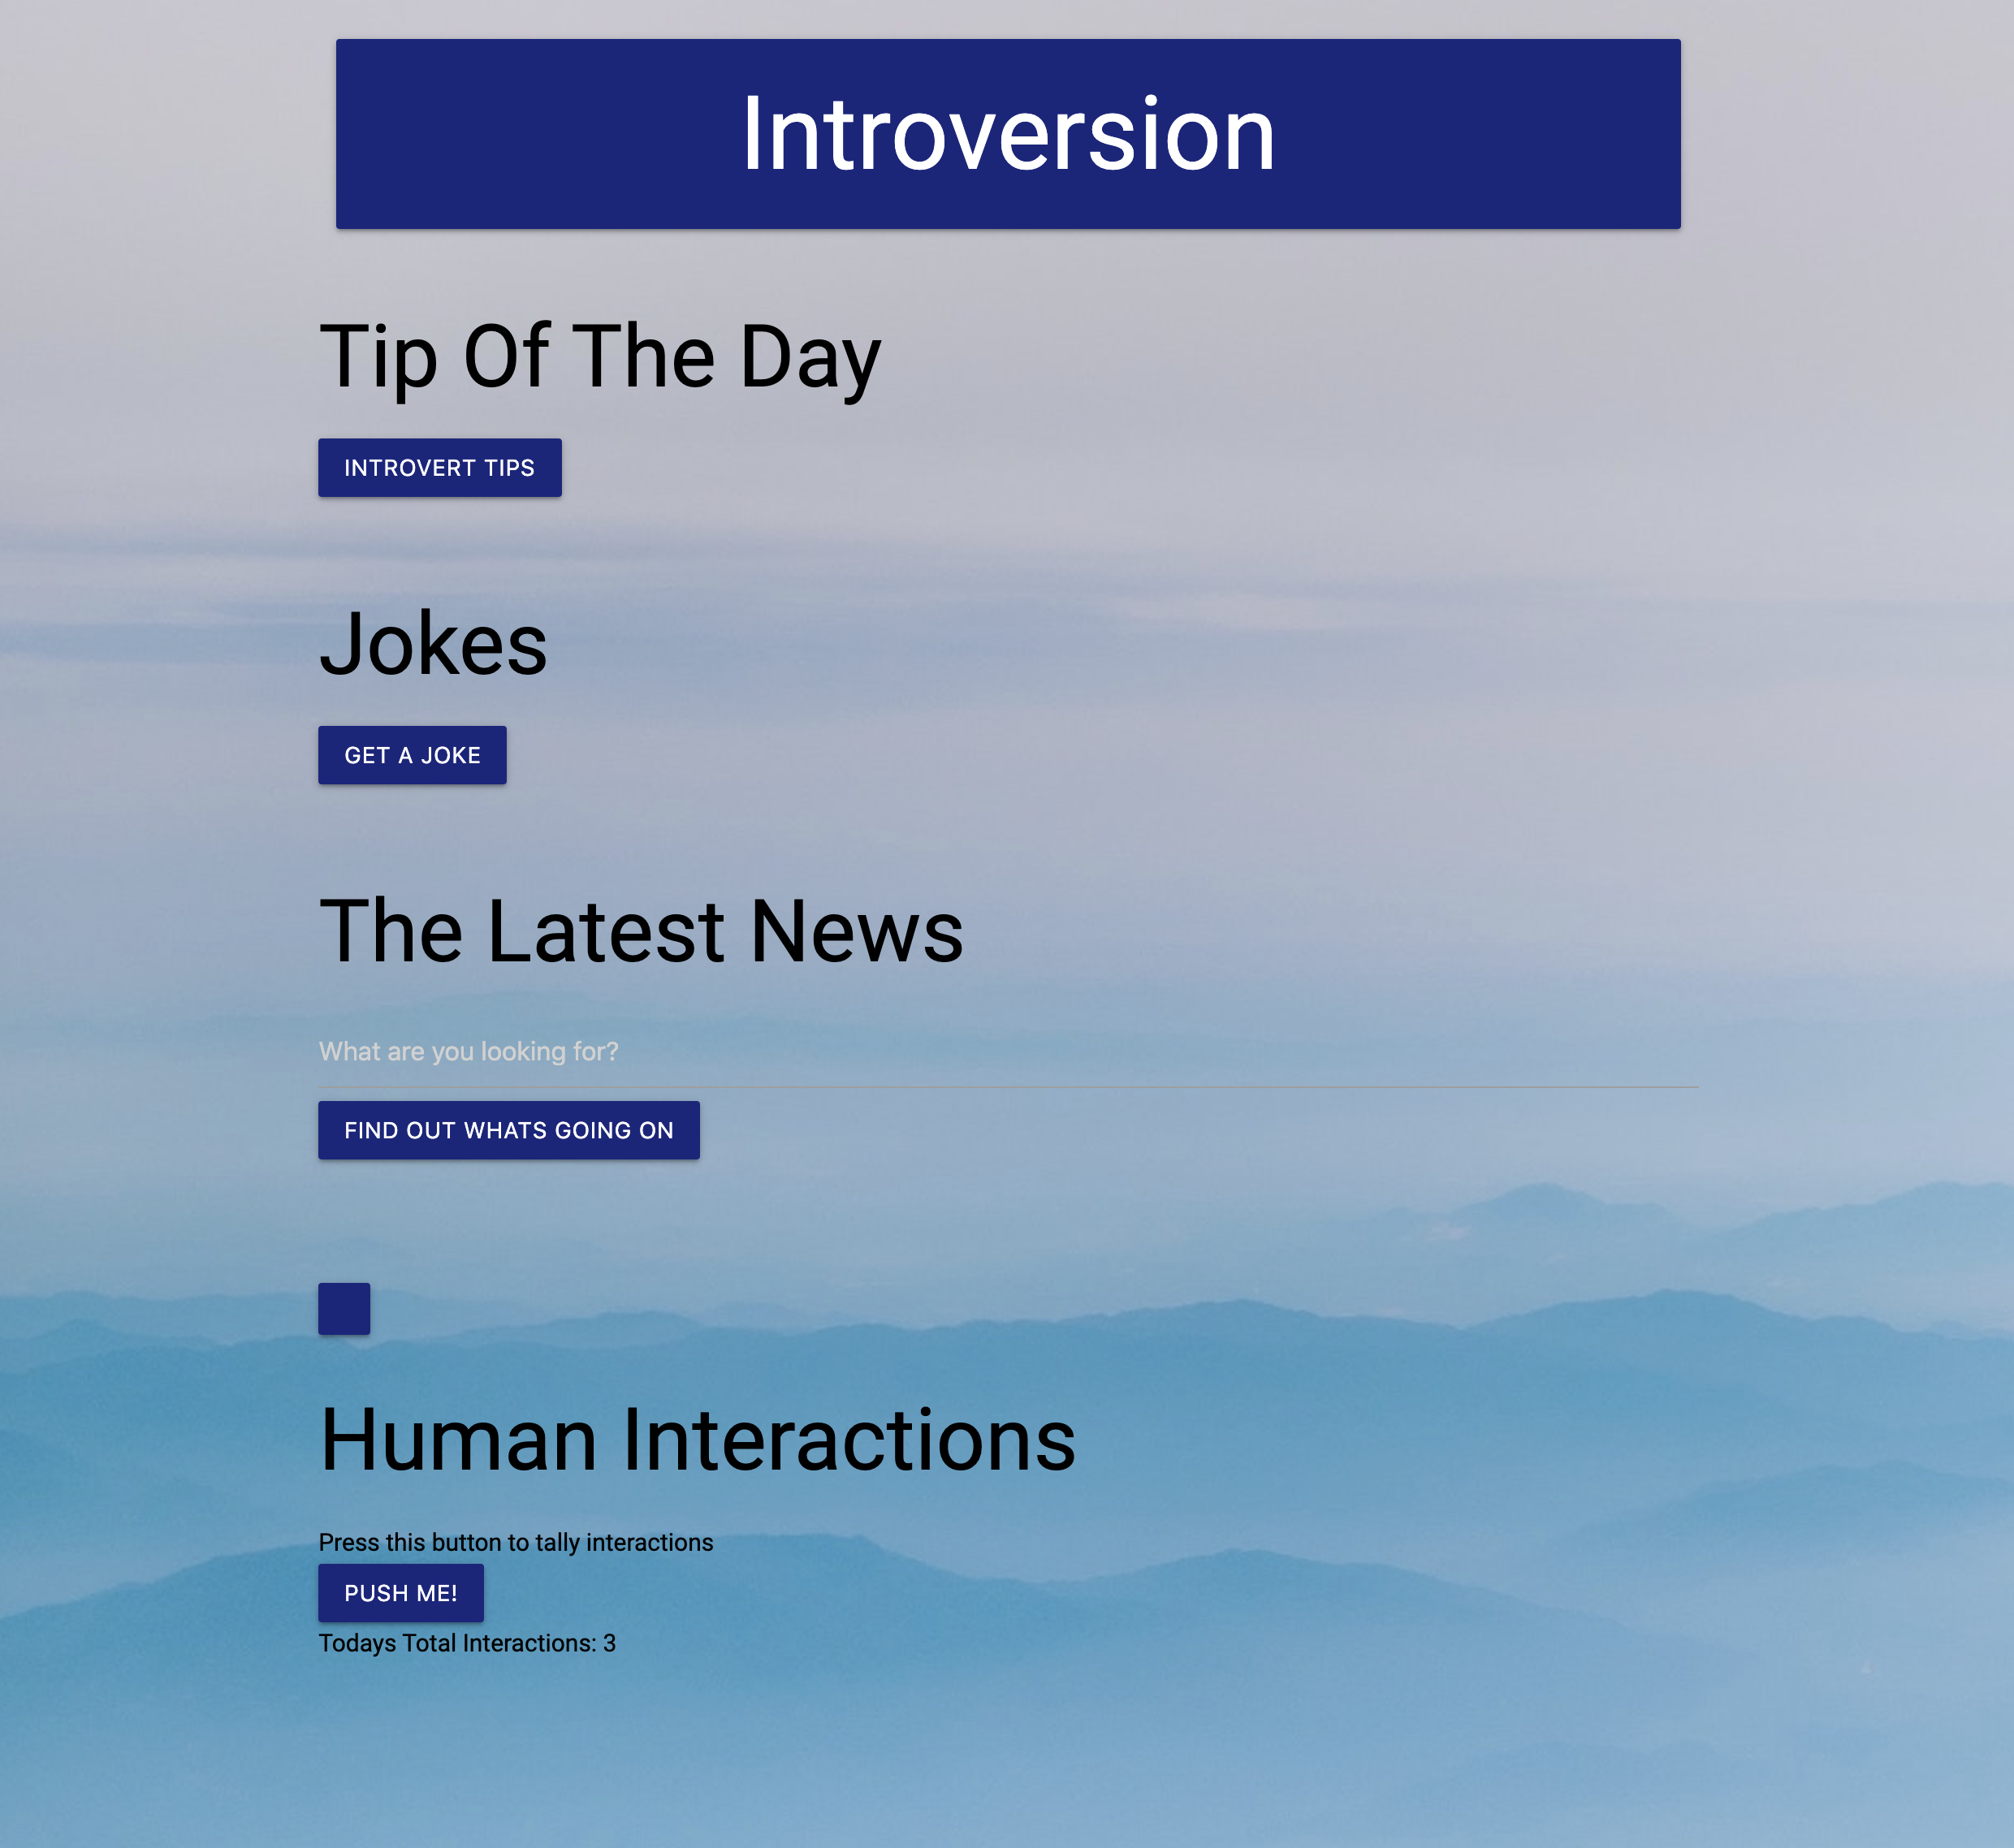 Introversion
Tip Of The Day
INTROVERT TIPS
Jokes
GET A JOKE
The Latest News
What are you looking for?
FIND OUT WHATS GOING ON
Human Interactions
Press this button to tally interactions
PUSH ME!
Todays Total Interactions: 3